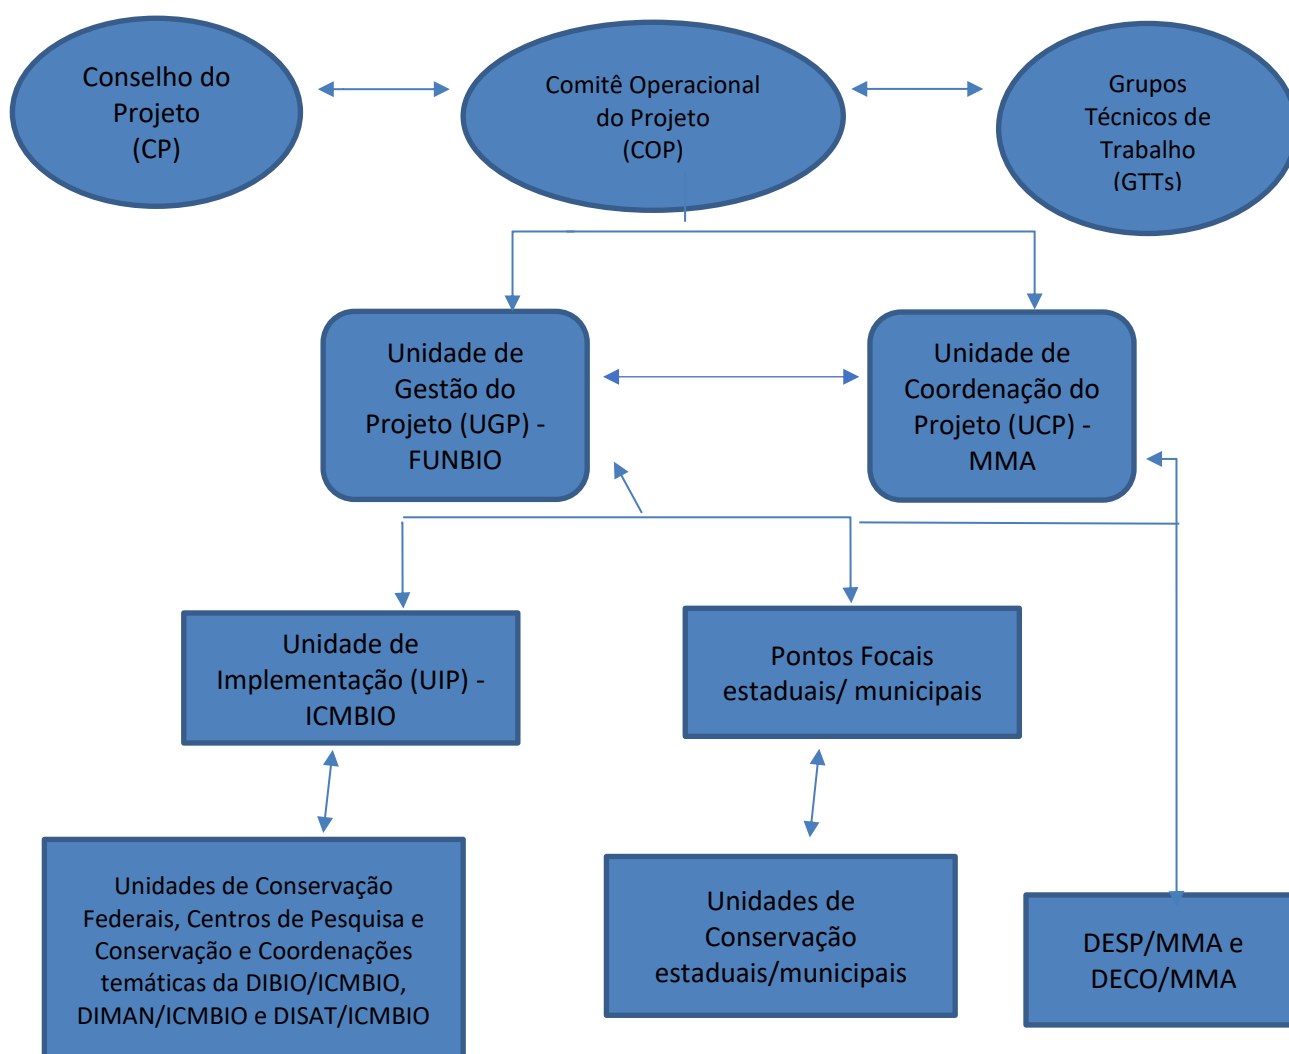 Conselho do
Projeto
(CP)
Comitê Operacional
do Projeto
(COP)
Grupos
Técnicos de
Trabalho
(GTTs)
Unidade de
Gestão do
Projeto (UGP) -
FUNBIO
Unidade de
Coordenação do
Projeto (UCP) -
MMA
Unidade de
Implementação (UIP) -
ICMBIO
Pontos Focais
estaduais/ municipais
Unidades de Conservação
Federais, Centros de Pesquisa e
Conservação e Coordenações
temáticas da DIBIO/ICMBIO,
DIMAN/ICMBIO e DISAT/ICMBIO
Unidades de
Conservação
estaduais/municipais
DESP/MMA e
DECO/MMA